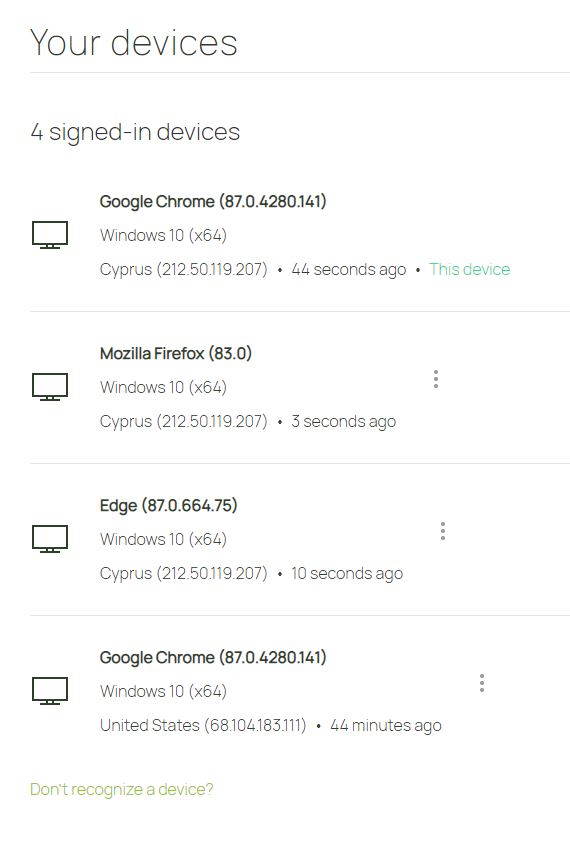 Your devices
4 signed-in devices
Google Chrome (87.0.4280.141)
Windows 10 (x64)
Cyprus (212.50.119.207) • 44 seconds ago • This device
Mozilla Firefox (83.0)
Windows 10 (x64)
Cyprus (212.50.119.207) • 3 seconds ago
Edge (87.0.664.75)
Windows 10 (x64)
Cyprus (212.50.119.207) • 10 seconds ago
Google Chrome (87.0.4280.141)
Windows 10 (x64)
United States (68.104.183.111) • 44 minutes ago
Don't recognize a device?